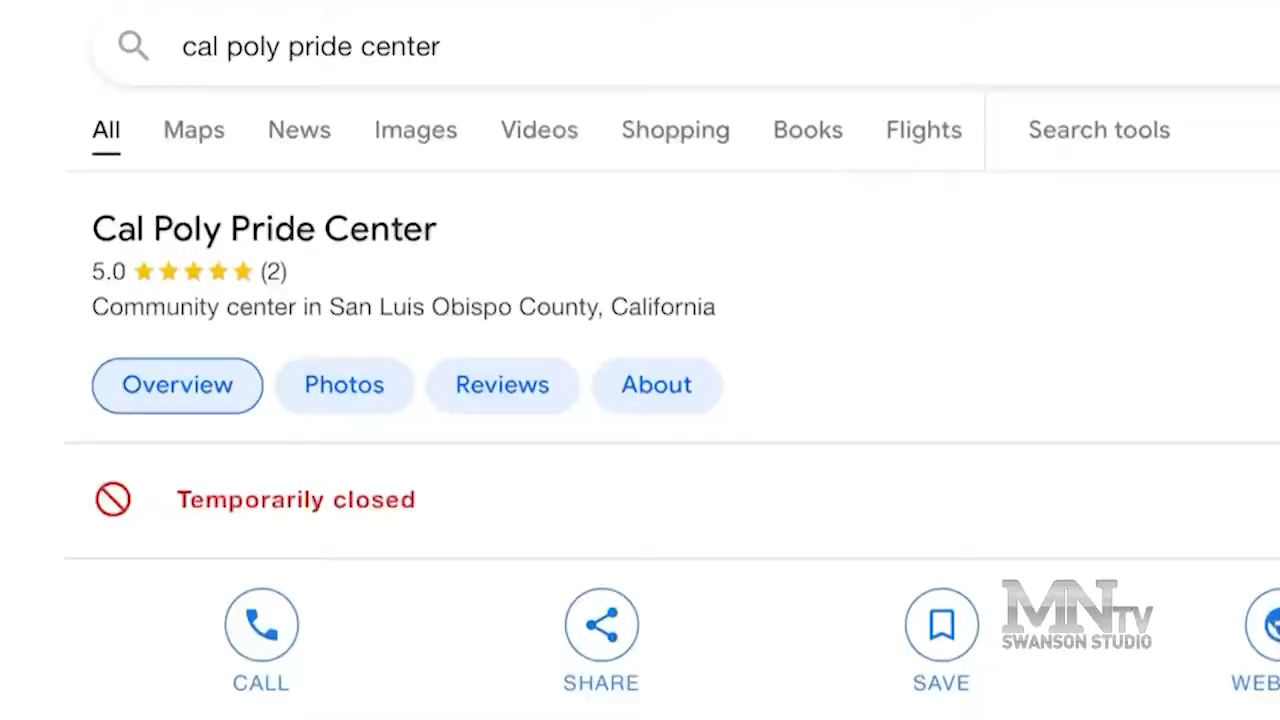 cal poly pride center
All Maps News Images Videos Shopping Books Flights Search tools
Cal Poly Pride Center
5.0 (2)
Community center in San Luis Obispo County, California
Overview Photos Reviews About
Temporarily closed
CALL SHARE SAVE WEB
MNTV
SWANSON STUDIO